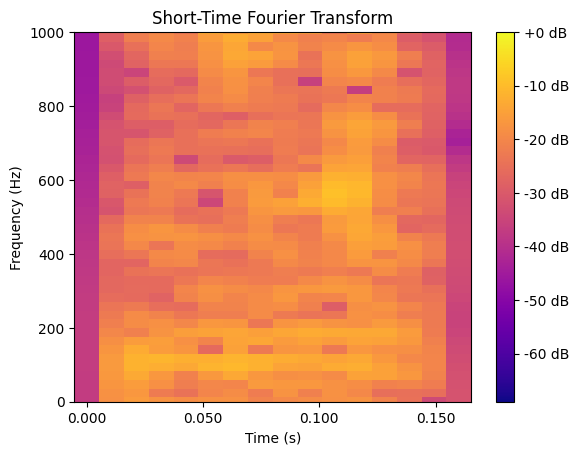 Short-Time Fourier Transform
1000
800
600
400
200
0
Frequency (Hz)
0.000
0.050
0.100
0.150
Time (s)
+0 dB
-10 dB
-20 dB
-30 dB
-40 dB
-50 dB
-60 dB